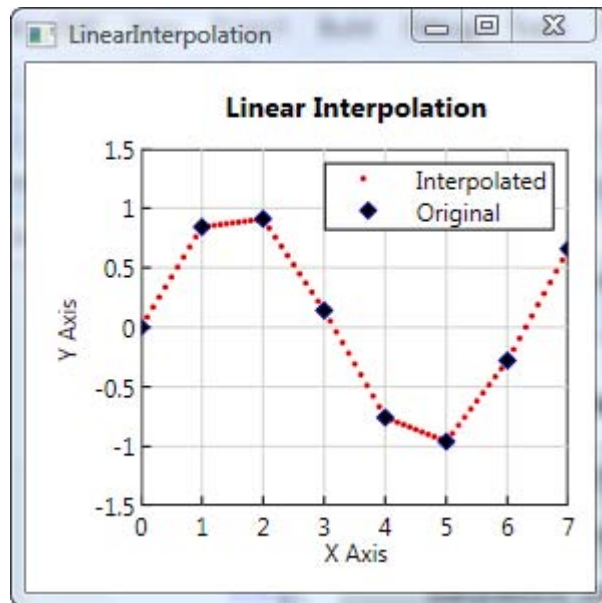 LinearInterpolation
Linear Interpolation
1.5
1
0.5
0
-0.5
-1
-1.5
Y Axis
Interpolated
Original
0 1 2 3 4 5 6 7
X Axis